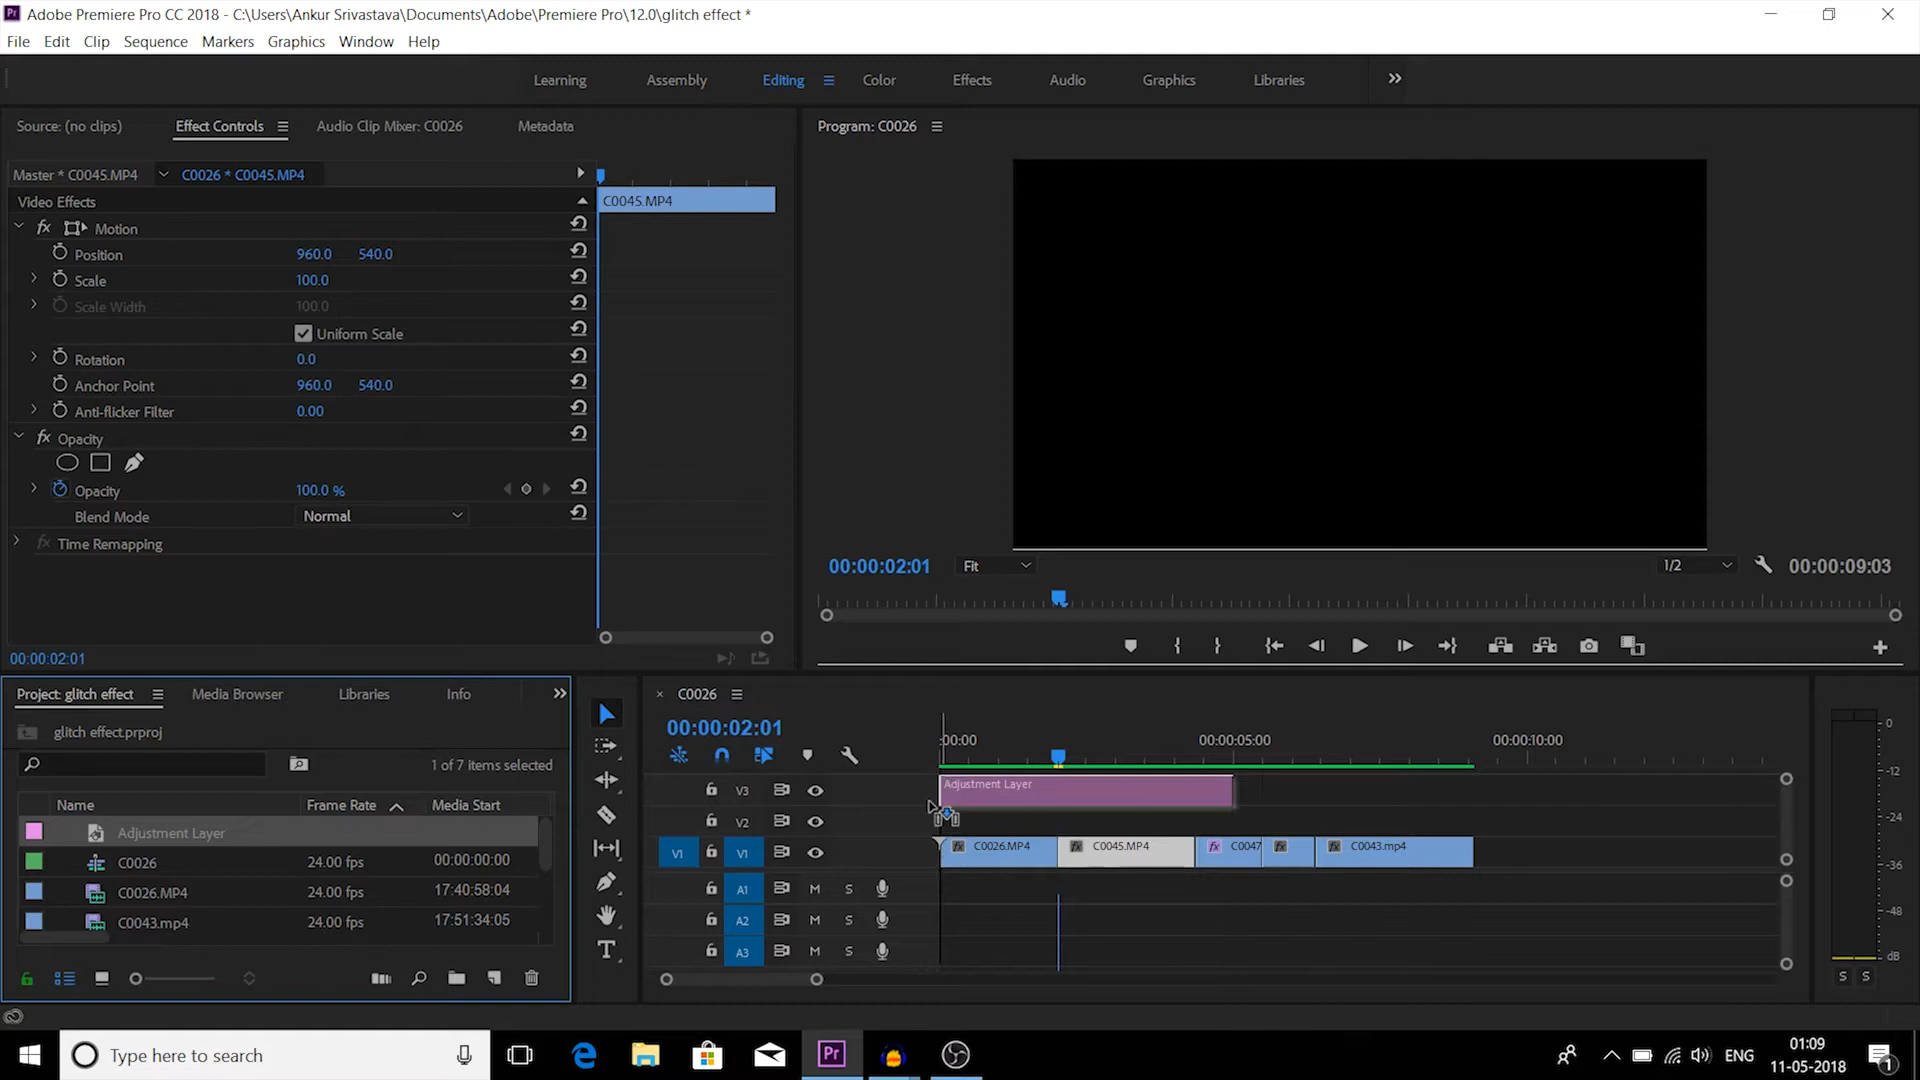 Adobe Premiere Pro CC 2018 - C:\Users\Ankur Srivastava\Documents\Adobe\Premiere Pro\12.0\glitch effect *
File Edit Clip Sequence Markers Graphics Window Help
Learning Assembly Editing Color Effects Audio Graphics Libraries
Source: (no clips) Effect Controls Audio Clip Mixer: C0026 Metadata
Program: C0026
Master * C0045.MP4 C0026 * C0045.MP4
Video Effects C0045.MP4
fx Motion
Position 960.0 540.0
Scale 100.0
Scale Width 100.0
Uniform Scale
Rotation 0.0
Anchor Point 960.0 540.0
Anti-flicker Filter 0.00
fx Opacity
Opacity 100.0 %
Blend Mode Normal
fx Time Remapping
00:00:02:01 Fit 1/2 00:00:09:03
00:00:02:01
Project: glitch effect Media Browser Libraries Info
glitch effect.prproj
1 of 7 items selected
Name Frame Rate Media Start
Adjustment Layer
C0026 24.00 fps 00:00:00:00
C0026.MP4 24.00 fps 17:40:58:04
C0043.mp4 24.00 fps 17:51:34:05
C0026
00:00:02:01
:00:00 00:00:05:00 00:00:10:00
V3 Adjustment Layer
V2
V1 V1 fx C0026.MP4 fx C0045.MP4 fx C0047 fx fx C0043.mp4
A1 M S
A2 M S
A3 M S
0
-12
-24
-36
-48
dB
S S
Type here to search
Pr
ENG
01:09
11-05-2018
1